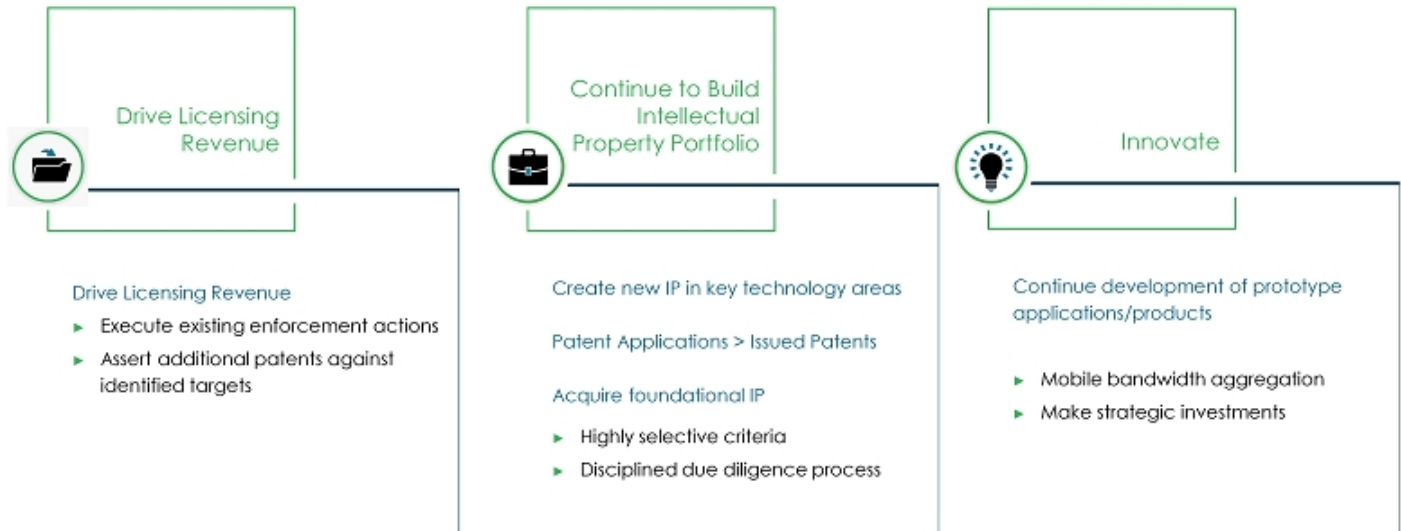 Drive Licensing
Revenue
Drive Licensing Revenue
► Execute existing enforcement actions
► Assert additional patents against
identified targets
Continue to Build
Intellectual
Property Portfolio
Create new IP in key technology areas
Patent Applications > Issued Patents
Acquire foundational IP
► Highly selective criteria
► Disciplined due diligence process
Innovate
Continue development of prototype
applications/products
► Mobile bandwidth aggregation
► Make strategic investments